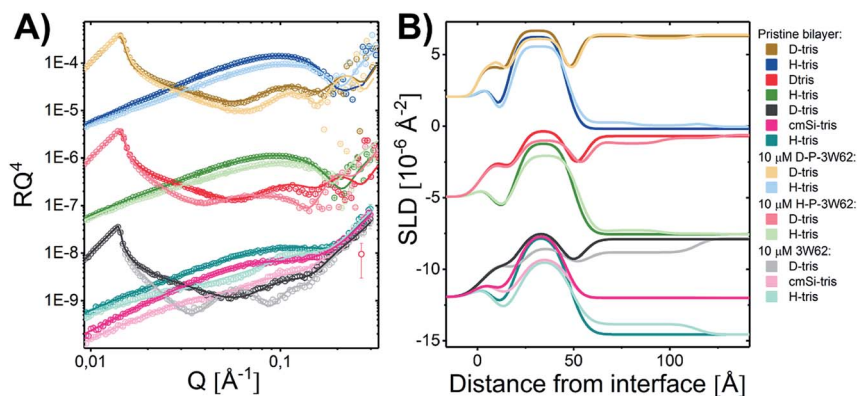 A)
RQ⁴
1E-4
1E-5
1E-6
1E-7
1E-8
1E-9
0,01
0,1
Q [Å⁻¹]
B)
SLD [10⁻⁶ Å⁻²]
5
0
-5
-10
-15
0
50
100
Distance from interface [Å]
Pristine bilayer:
D-tris
H-tris
Dtris
H-tris
D-tris
cmSi-tris
H-tris
10 µM D-P-3W62:
D-tris
H-tris
10 µM H-P-3W62:
D-tris
H-tris
10 µM 3W62:
D-tris
cmSi-tris
H-tris